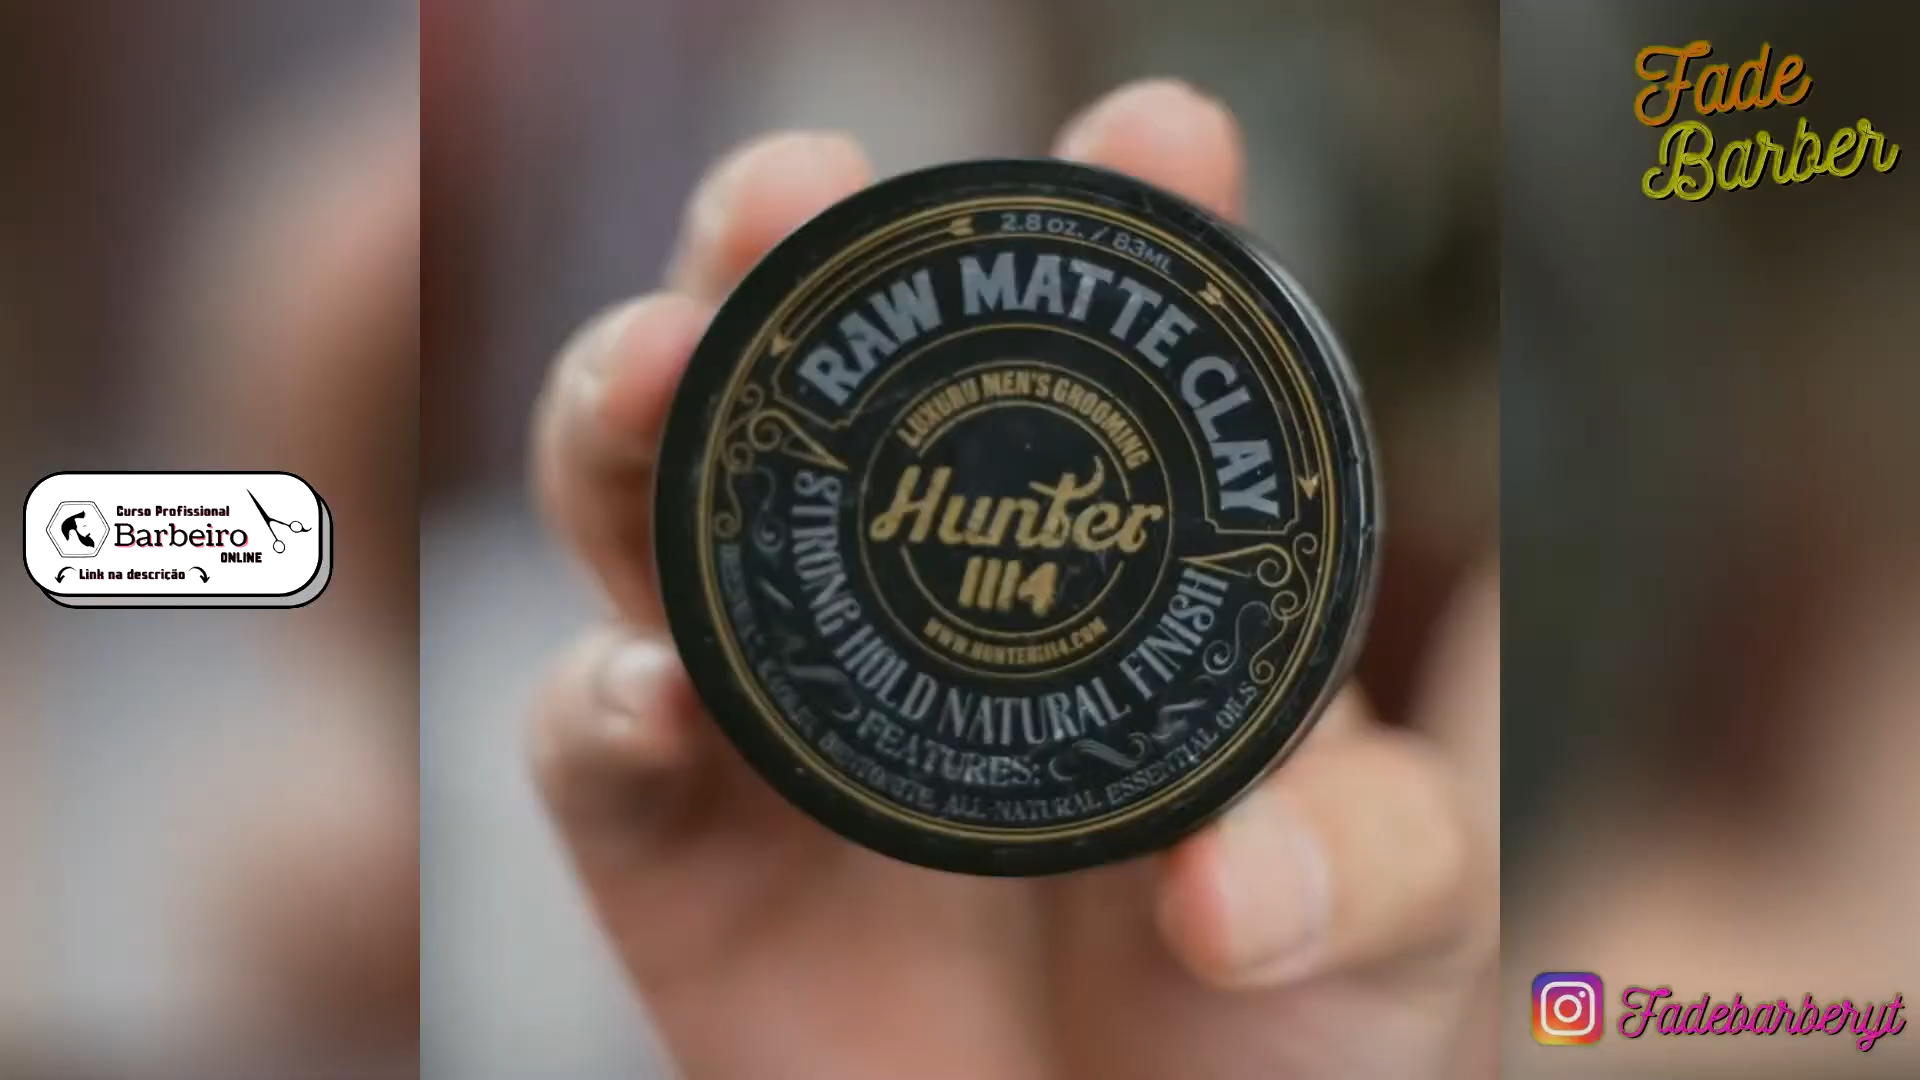 Fade
Barber
2.8 OZ. / 83ML
RAW MATTE CLAY
LUXURY MEN'S GROOMING
Hunter
1114
WWW.HUNTER1114.COM
STRONG HOLD NATURAL FINISH
FEATURES:
BENTONITE, ALL-NATURAL ESSENTIAL OILS
Curso Profissional
Barbeiro
ONLINE
Link na descrição
Fadebarberyt